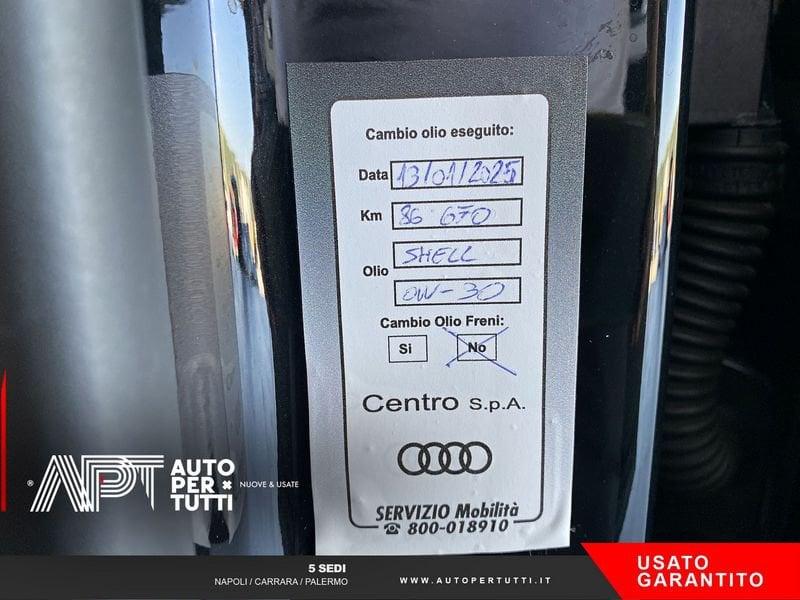 Cambio olio eseguito:
Data 13/01/2025
Km 86 670
Olio SHELL
0W-30
Cambio Olio Freni:
Si No
Centro S.p.A.
SERVIZIO Mobilità
☎ 800-018910
® APT AUTO PER TUTTI NUOVE & USATE
5 SEDI
NAPOLI / CARRARA / PALERMO
WWW.AUTOPERTUTTI.IT
USATO
GARANTITO